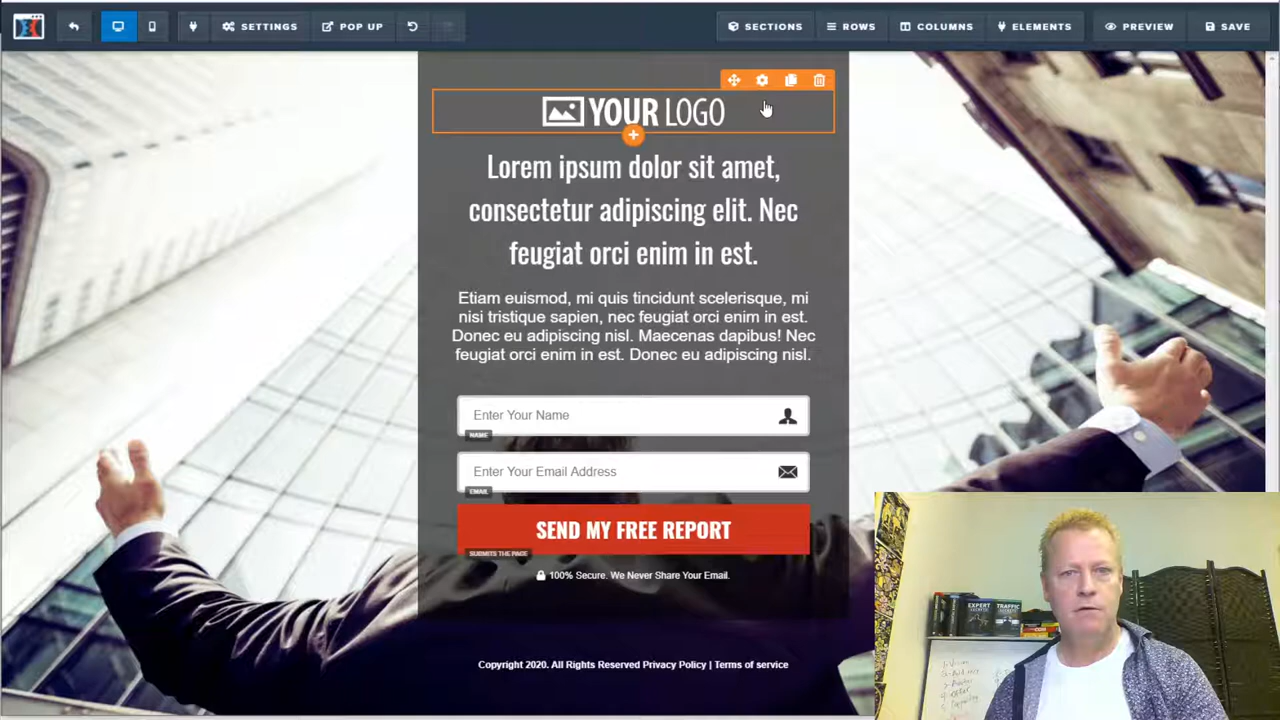 SETTINGS
POP UP
SECTIONS
ROWS
COLUMNS
ELEMENTS
PREVIEW
SAVE
YOUR LOGO
Lorem ipsum dolor sit amet,
consectetur adipiscing elit. Nec
feugiat orci enim in est.
Etiam euismod, mi quis tincidunt scelerisque, mi
nisi tristique sapien, nec feugiat orci enim in est.
Donec eu adipiscing nisl. Maecenas dapibus! Nec
feugiat orci enim in est. Donec eu adipiscing nisl.
Enter Your Name
NAME
Enter Your Email Address
EMAIL
SEND MY FREE REPORT
SUBMITS THE PAGE
100% Secure. We Never Share Your Email.
Copyright 2020. All Rights Reserved Privacy Policy | Terms of service
EXPERT
TRAFFIC